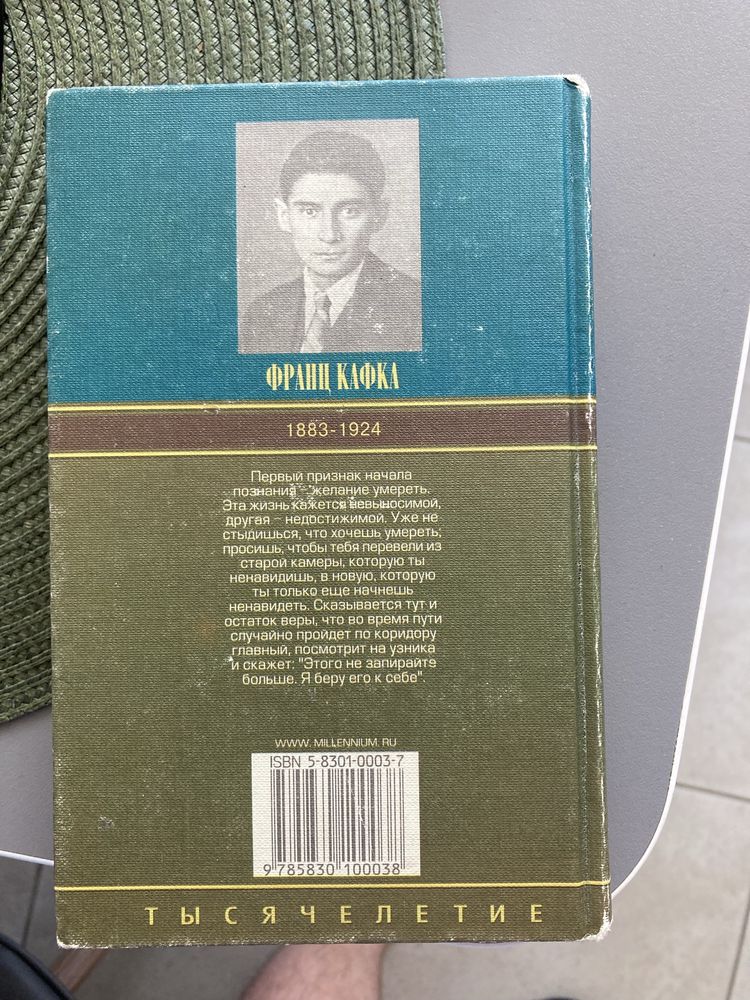 ФРАНЦ КАФКА
1883-1924
Первый признак начала
познания - желание умереть.
Эта жизнь кажется невыносимой,
другая - недостижимой. Уже не
стыдишься, что хочешь умереть;
просишь, чтобы тебя перевели из
старой камеры, которую ты
ненавидишь, в новую, которую
ты только еще начнешь
ненавидеть. Сказывается тут и
остаток веры, что во время пути
случайно пройдет по коридору
главный, посмотрит на узника
и скажет: "Этого не запирайте
больше. Я беру его к себе".
WWW. MILLENNIUM. RU
ISBN 5-8301-0003-7
9 785830 100038
ТЫСЯЧЕЛЕТИЕ